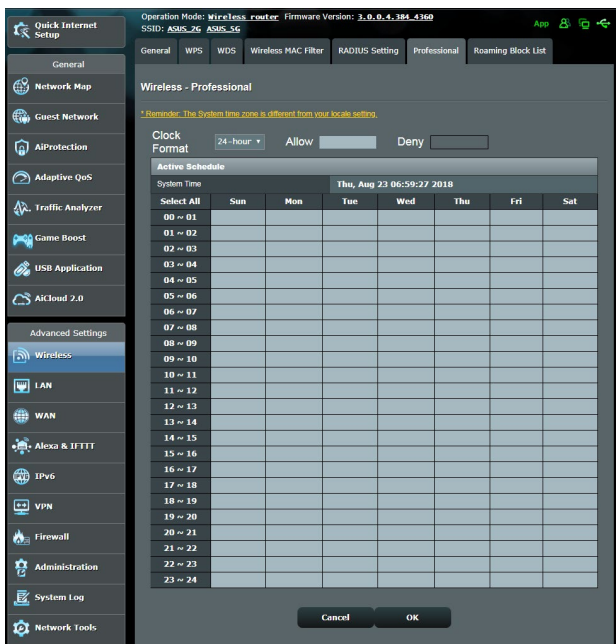 Quick Internet Setup
Operation Mode: Wireless router Firmware Version: 3.0.0.4.384_4360
SSID: ASUS_2G ASUS_5G
App
General WPS WDS Wireless MAC Filter RADIUS Setting Professional Roaming Block List
General
Network Map
Guest Network
AiProtection
Adaptive QoS
Traffic Analyzer
Game Boost
USB Application
AiCloud 2.0
Advanced Settings
Wireless
LAN
WAN
Alexa & IFTTT
IPv6
VPN
Firewall
Administration
System Log
Network Tools
Wireless - Professional
* Reminder: The System time zone is different from your locale setting.
Clock Format 24-hour Allow Deny
Active Schedule
System Time Thu, Aug 23 06:59:27 2018
Select All Sun Mon Tue Wed Thu Fri Sat
00 ~ 01
01 ~ 02
02 ~ 03
03 ~ 04
04 ~ 05
05 ~ 06
06 ~ 07
07 ~ 08
08 ~ 09
09 ~ 10
10 ~ 11
11 ~ 12
12 ~ 13
13 ~ 14
14 ~ 15
15 ~ 16
16 ~ 17
17 ~ 18
18 ~ 19
19 ~ 20
20 ~ 21
21 ~ 22
22 ~ 23
23 ~ 24
Cancel OK